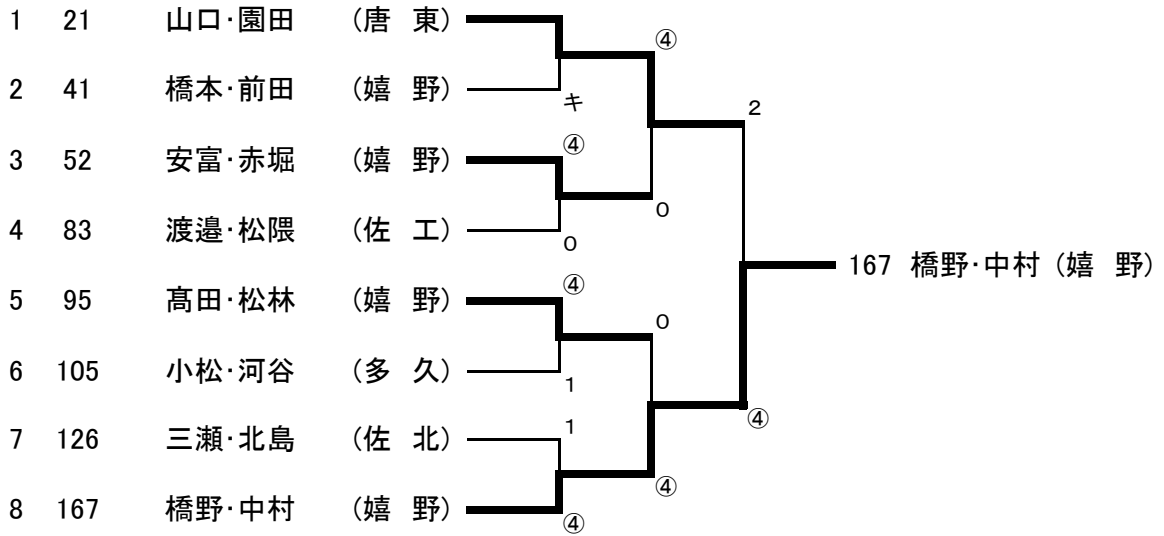 1 21 山口·園田 (唐 東)
④
2 41 橋本·前田 (嬉 野)
キ
2
④
3 52 安富·赤堀 (嬉 野)
0
4 83 渡邉·松隈 (佐 工)
0
167 橋野·中村 (嬉 野)
④
5 95 髙田·松林 (嬉 野)
0
6 105 小松·河谷 (多 久)
1
④
1
7 126 三瀬·北島 (佐 北)
④
8 167 橋野·中村 (嬉 野)
④